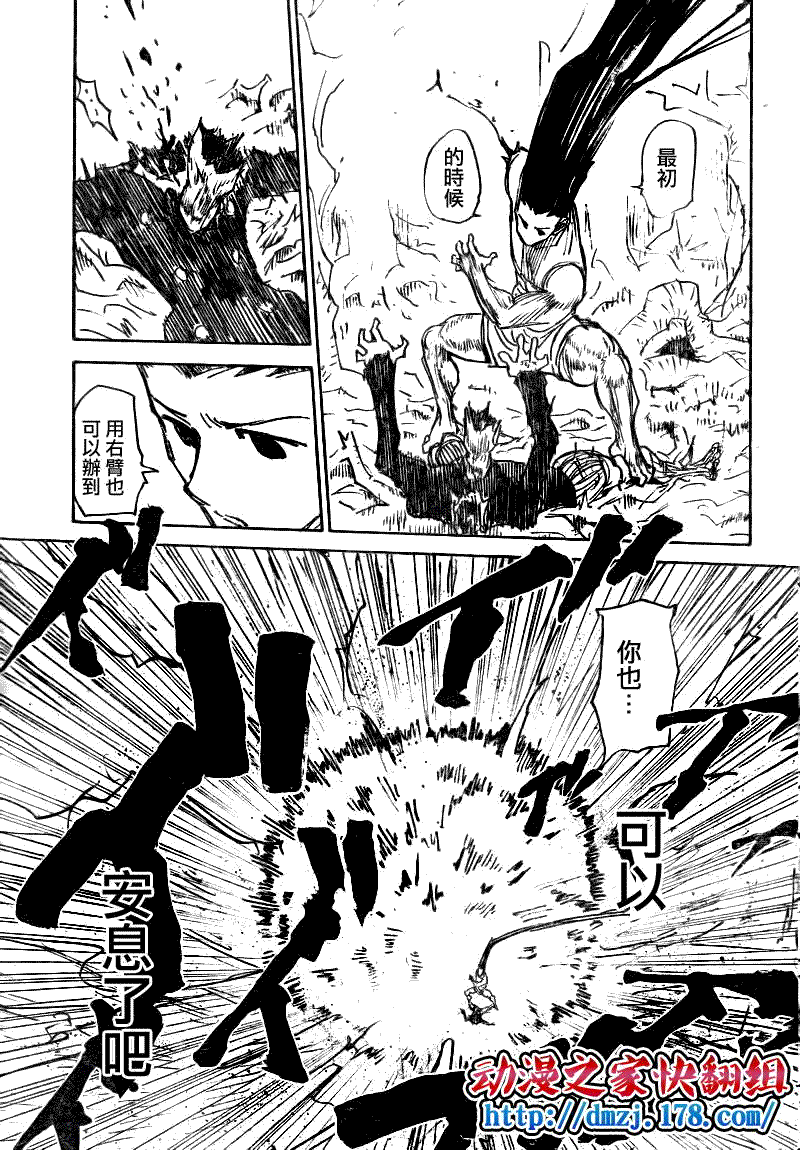 最初
的時候
用右臂也
可以辦到
你也…
可以
安息了吧
动漫之家快翻组
http://dmzj.178.com/